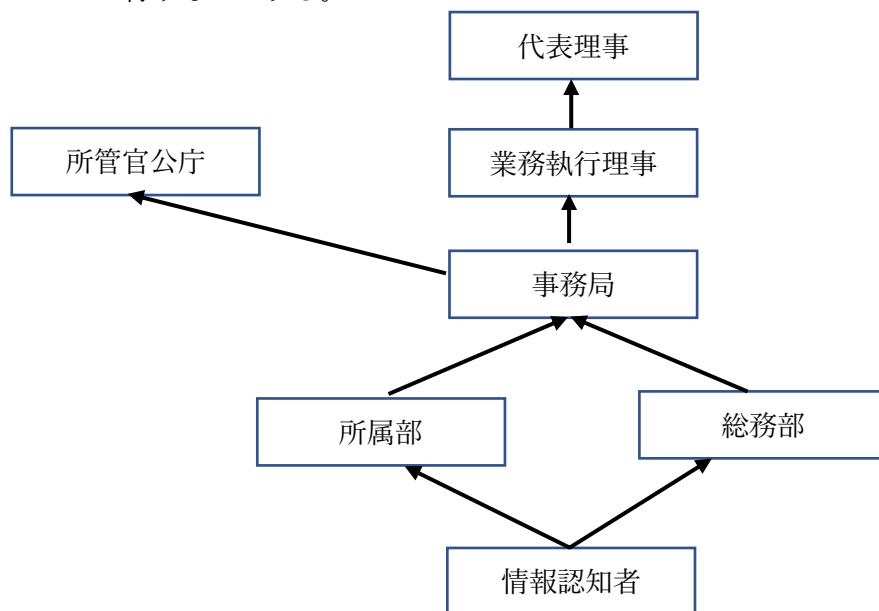 代表理事
所管官公庁
業務執行理事
事務局
所属部
総務部
情報認知者